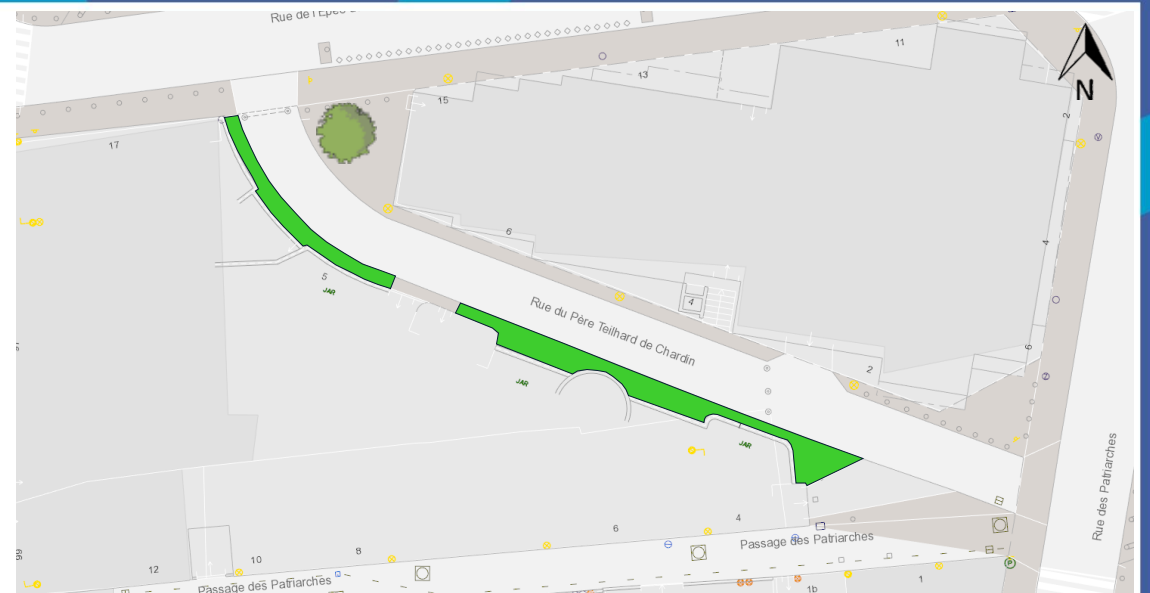 Rue de l'Epée
N
11
13
15
17
2
6
5
JAR
4
4
Rue du Père Teilhard de Chardin
6
2
JAR
JAR
Rue des Patriarches
4
6
Passage des Patriarches
8
10
12
Passage des Patriarches
P
1
1b